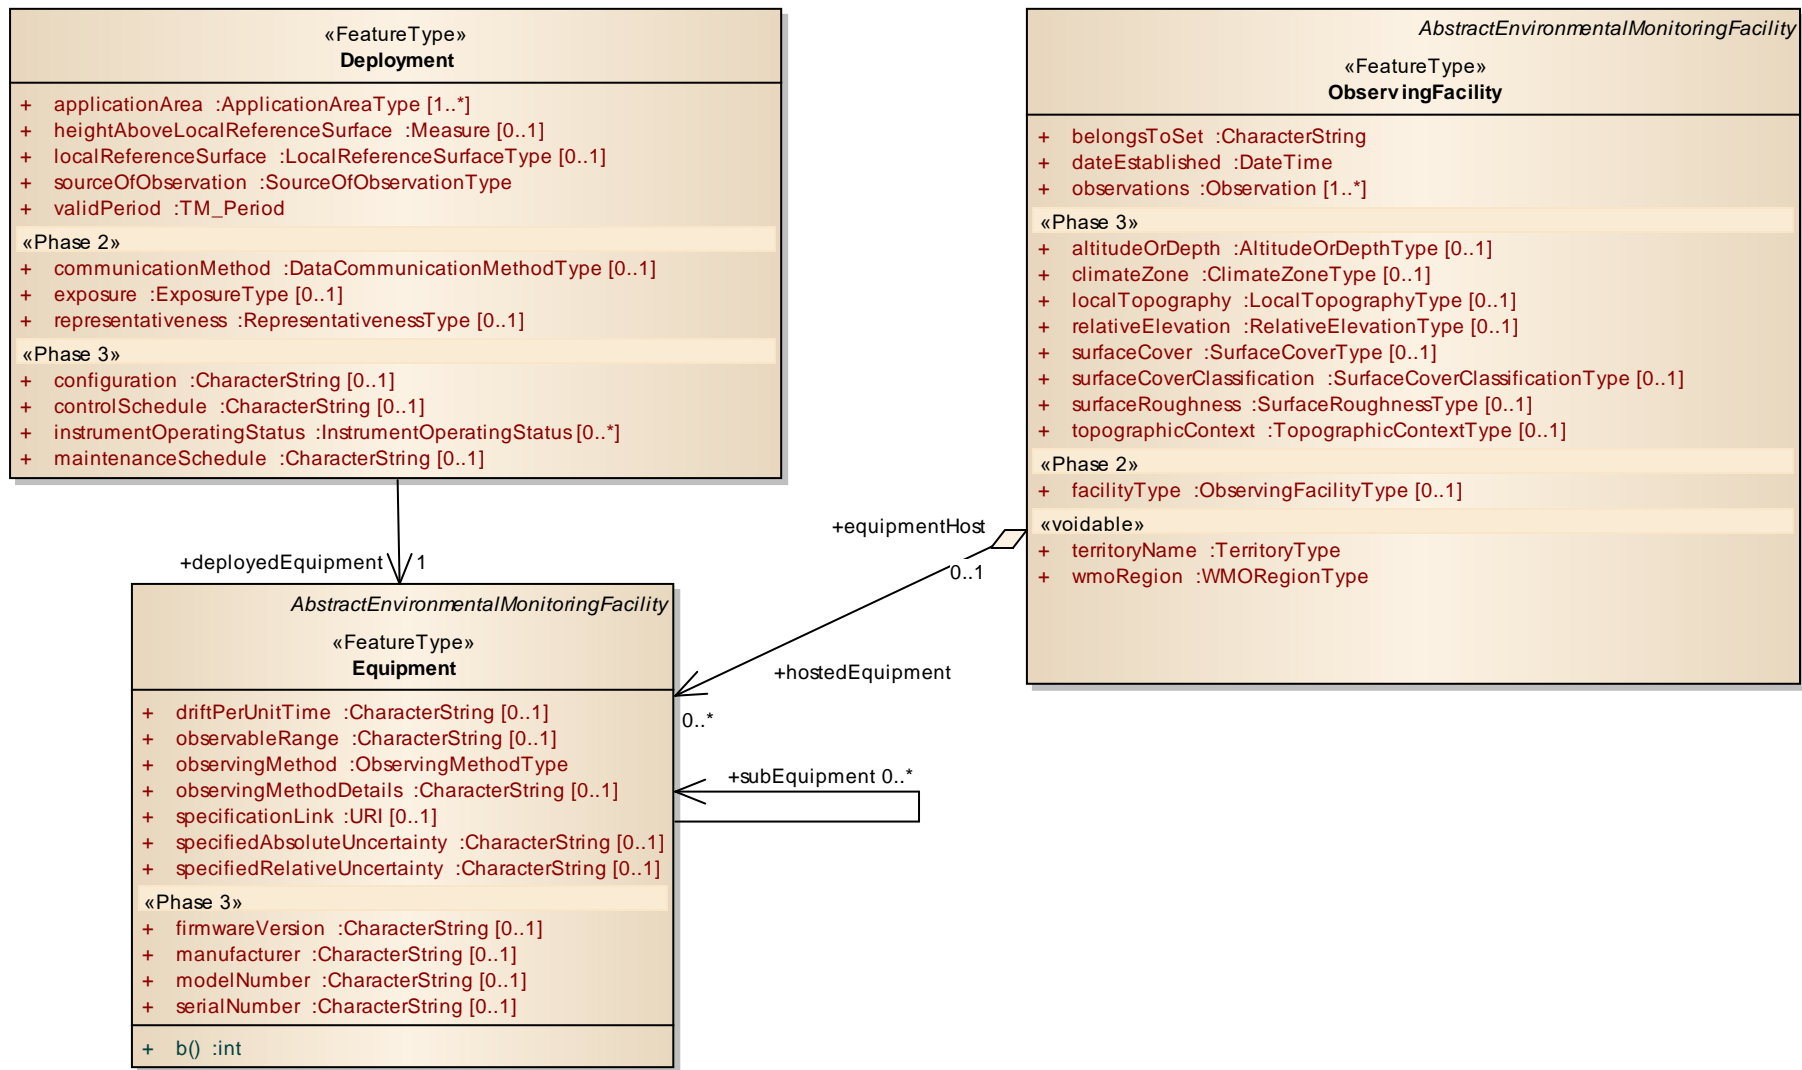 «FeatureType»
Deployment
+ applicationArea :ApplicationAreaType [1..*]
+ heightAboveLocalReferenceSurface :Measure [0..1]
+ localReferenceSurface :LocalReferenceSurfaceType [0..1]
+ sourceOfObservation :SourceOfObservationType
+ validPeriod :TM_Period
«Phase 2»
+ communicationMethod :DataCommunicationMethodType [0..1]
+ exposure :ExposureType [0..1]
+ representativeness :RepresentativenessType [0..1]
«Phase 3»
+ configuration :CharacterString [0..1]
+ controlSchedule :CharacterString [0..1]
+ instrumentOperatingStatus :InstrumentOperatingStatus [0..*]
+ maintenanceSchedule :CharacterString [0..1]
AbstractEnvironmentalMonitoringFacility
«FeatureType»
ObservingFacility
+ belongsToSet :CharacterString
+ dateEstablished :DateTime
+ observations :Observation [1..*]
«Phase 3»
+ altitudeOrDepth :AltitudeOrDepthType [0..1]
+ climateZone :ClimateZoneType [0..1]
+ localTopography :LocalTopographyType [0..1]
+ relativeElevation :RelativeElevationType [0..1]
+ surfaceCover :SurfaceCoverType [0..1]
+ surfaceCoverClassification :SurfaceCoverClassificationType [0..1]
+ surfaceRoughness :SurfaceRoughnessType [0..1]
+ topographicContext :TopographicContextType [0..1]
«Phase 2»
+ facilityType :ObservingFacilityType [0..1]
«voidable»
+ territoryName :TerritoryType
+ wmoRegion :WMORegionType
+equipmentHost
0..1
+deployedEquipment 1
+hostedEquipment
0..*
+subEquipment 0..*
AbstractEnvironmentalMonitoringFacility
«FeatureType»
Equipment
+ driftPerUnitTime :CharacterString [0..1]
+ observableRange :CharacterString [0..1]
+ observingMethod :ObservingMethodType
+ observingMethodDetails :CharacterString [0..1]
+ specificationLink :URI [0..1]
+ specifiedAbsoluteUncertainty :CharacterString [0..1]
+ specifiedRelativeUncertainty :CharacterString [0..1]
«Phase 3»
+ firmwareVersion :CharacterString [0..1]
+ manufacturer :CharacterString [0..1]
+ modelNumber :CharacterString [0..1]
+ serialNumber :CharacterString [0..1]
+ b() :int